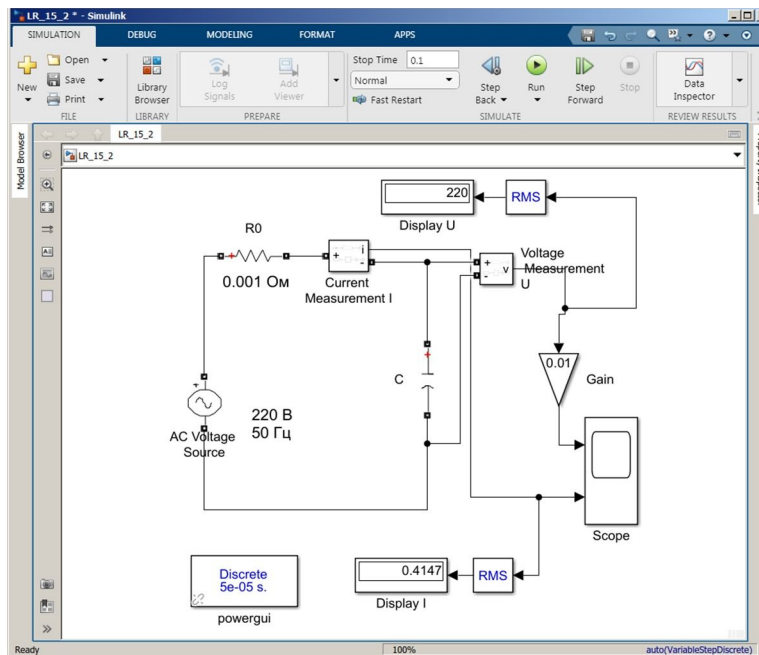 LR_15_2 * - Simulink
SIMULATION
DEBUG
MODELING
FORMAT
APPS
New
Open
Save
Print
FILE
Library
Browser
LIBRARY
Log
Signals
Add
Viewer
PREPARE
Stop Time 0.1
Normal
Fast Restart
Step
Back
Run
Step
Forward
Stop
SIMULATE
Data
Inspector
REVIEW RESULTS
Model Browser
LR_15_2
LR_15_2
220
RMS
Display U
R0
0.001 Ом
+
i
-
Current
Measurement I
+
v
-
Voltage
Measurement
U
0.01
Gain
C
+
220 В
50 Гц
AC Voltage
Source
Scope
0.4147
RMS
Display I
Discrete
5e-05 s.
powergui
Ready
100%
auto(VariableStepDiscrete)